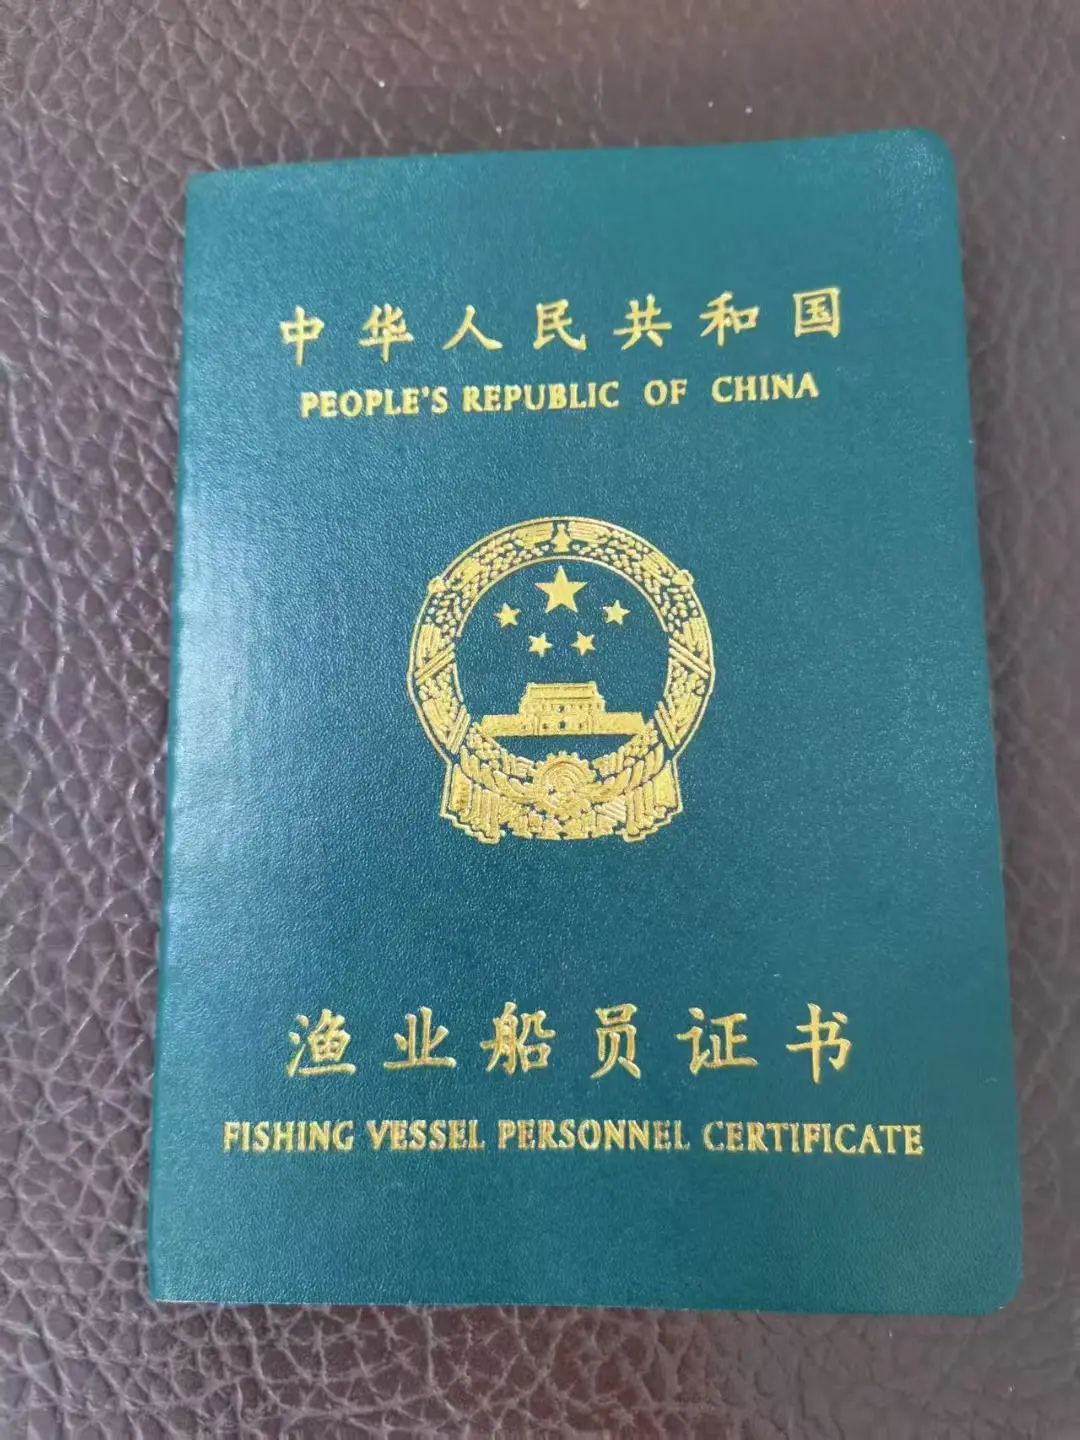 中华人民共和国
PEOPLE'S REPUBLIC OF CHINA
渔业船员证书
FISHING VESSEL PERSONNEL CERTIFICATE